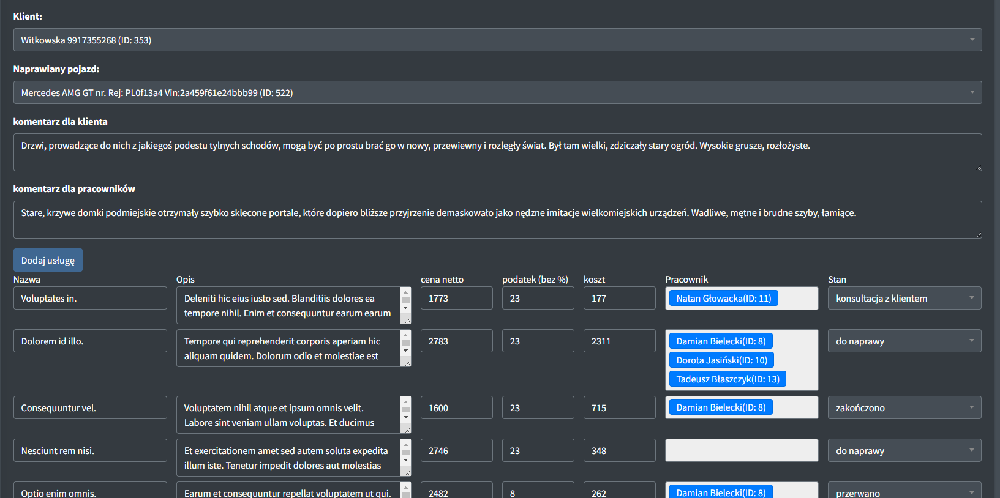 Klient:
Witkowska 9917355268 (ID: 353)
Naprawiany pojazd:
Mercedes AMG GT nr. Rej: PL0f13a4 Vin:2a459f61e24bbb99 (ID: 522)
komentarz dla klienta
Drzwi, prowadzące do nich z jakiegoś podestu tylnych schodów, mogą być po prostu brać go w nowy, przewiewny i rozległy świat. Był tam wielki, zdziczały stary ogród. Wysokie grusze, rozłożyste.
komentarz dla pracowników
Stare, krzywe domki podmiejskie otrzymały szybko sklecone portale, które dopiero bliższe przyjrzenie demaskowało jako nędzne imitacje wielkomiejskich urządzeń. Wadliwe, mętne i brudne szyby, łamiące.
Dodaj usługę
Nazwa Opis cena netto podatek (bez %) koszt Pracownik Stan
Voluptates in. Deleniti hic eius iusto sed. Blanditiis dolores ea 1773 23 177 Natan Głowacka(ID: 11) konsultacja z klientem
tempore nihil. Enim et consequuntur earum earum
Dolorem id illo. Tempore qui reprehenderit corporis aperiam hic 2783 23 2311 Damian Bielecki(ID: 8) do naprawy
aliquam quidem. Dolorum odio et molestiae est Dorota Jasiński(ID: 10)
Tadeusz Błaszczyk(ID: 13)
Consequuntur vel. Voluptatem nihil atque et ipsum omnis velit. 1600 23 715 Damian Bielecki(ID: 8) zakończono
Labore sint veniam ullam voluptas. Et ducimus
Nesciunt rem nisi. Et exercitationem amet sed autem soluta expedita 2746 23 348 do naprawy
illum iste. Tenetur impedit dolores aut molestias
Optio enim omnis. Earum et consequuntur repellat voluptatem ut qui. 2482 8 262 Damian Bielecki(ID: 8) przerwano